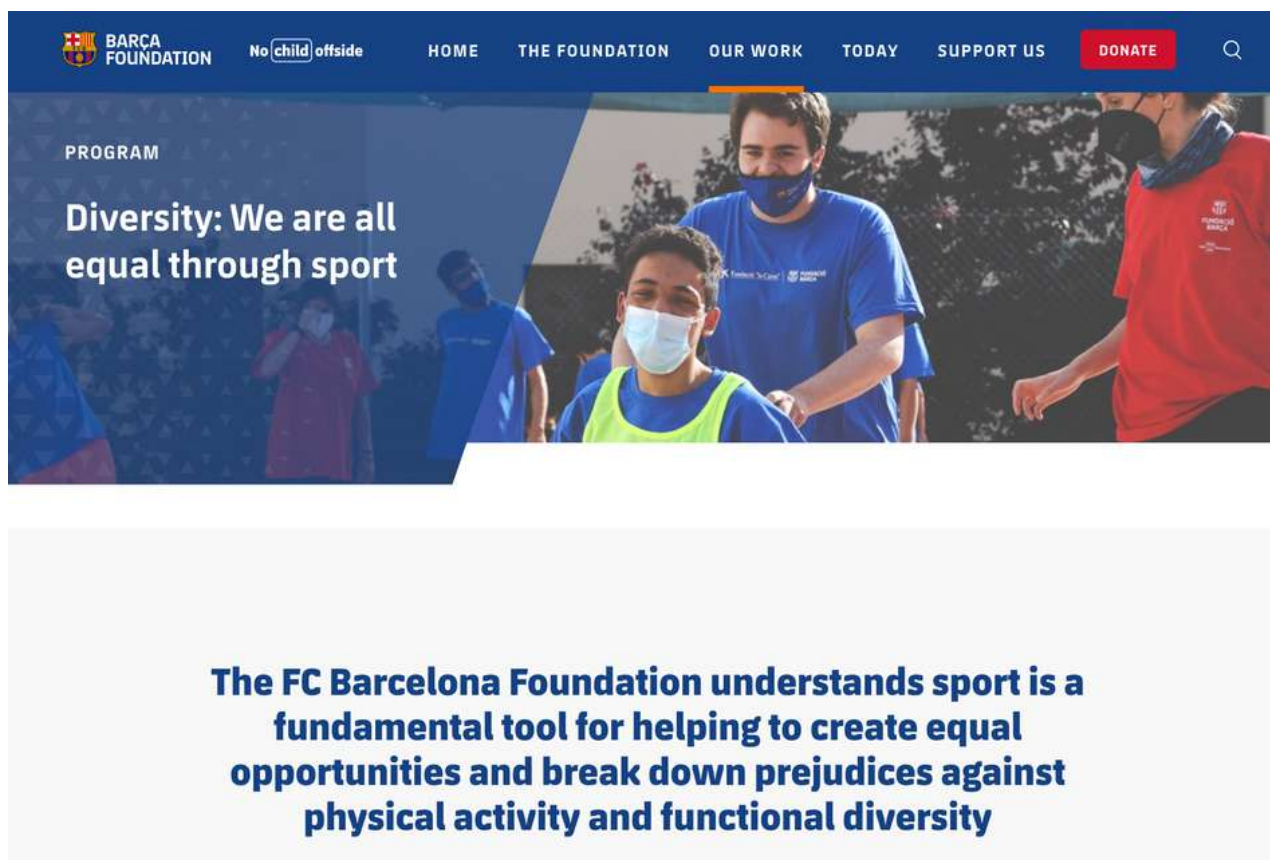 BARÇA
FOUNDATION
No child offside
HOME
THE FOUNDATION
OUR WORK
TODAY
SUPPORT US
DONATE
PROGRAM
Diversity: We are all
equal through sport
FUNDACIÓ
BARÇA
The FC Barcelona Foundation understands sport is a
fundamental tool for helping to create equal
opportunities and break down prejudices against
physical activity and functional diversity